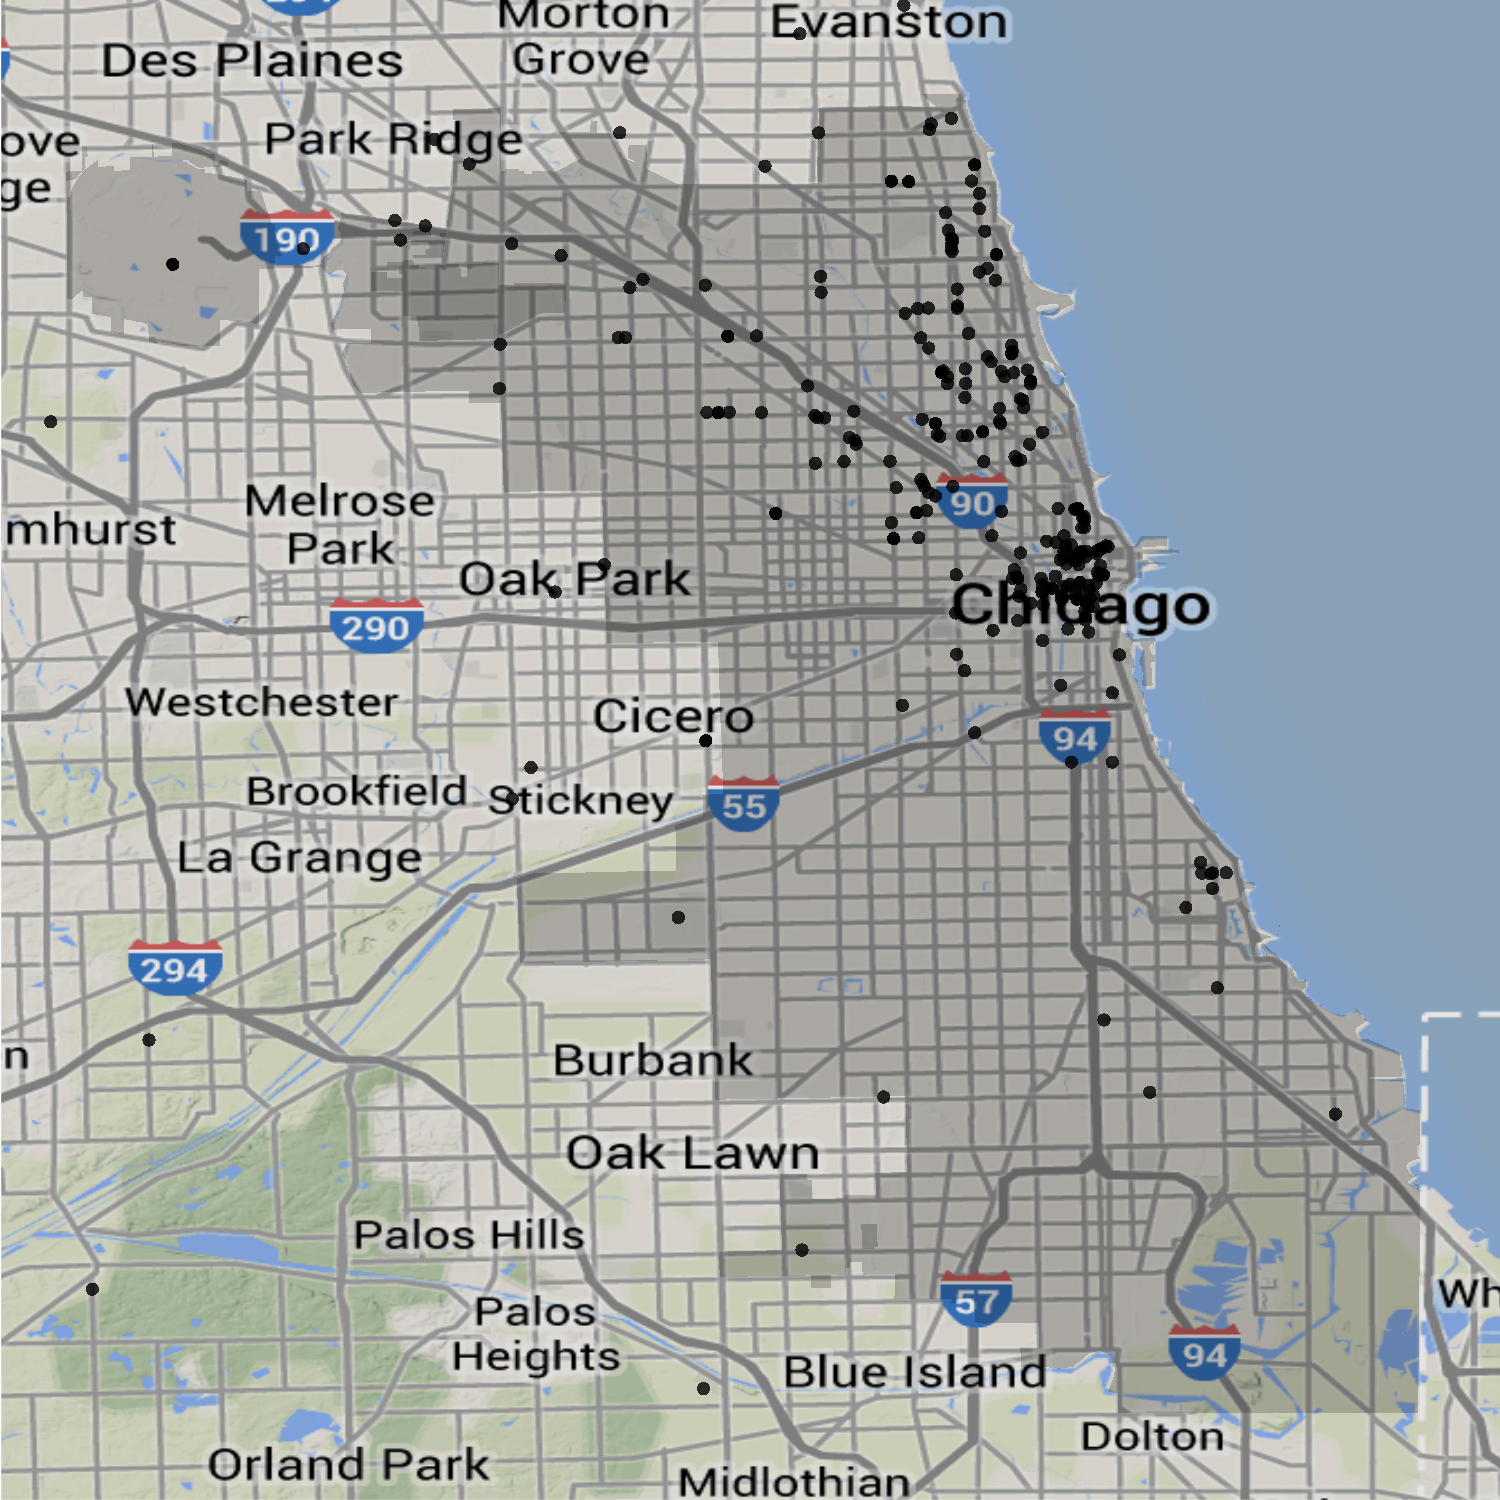 Morton
Grove
Evanston
Des Plaines
Park Ridge
ove
ge
190
Melrose
Park
mhurst
90
Oak Park
Chicago
290
Westchester
Cicero
94
Brookfield
Stickney
55
La Grange
294
n
Burbank
Oak Lawn
Palos Hills
57
Wh
Palos
Heights
94
Blue Island
Dolton
Orland Park
Midlothian